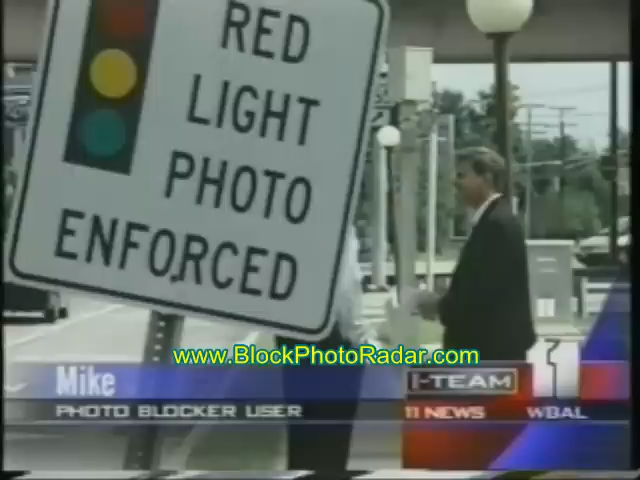 RED
LIGHT
PHOTO
ENFORCED
www.BlockPhotoRadar.com
Mike
PHOTO BLOCKER USER
I-TEAM
11
11 NEWS WBAL